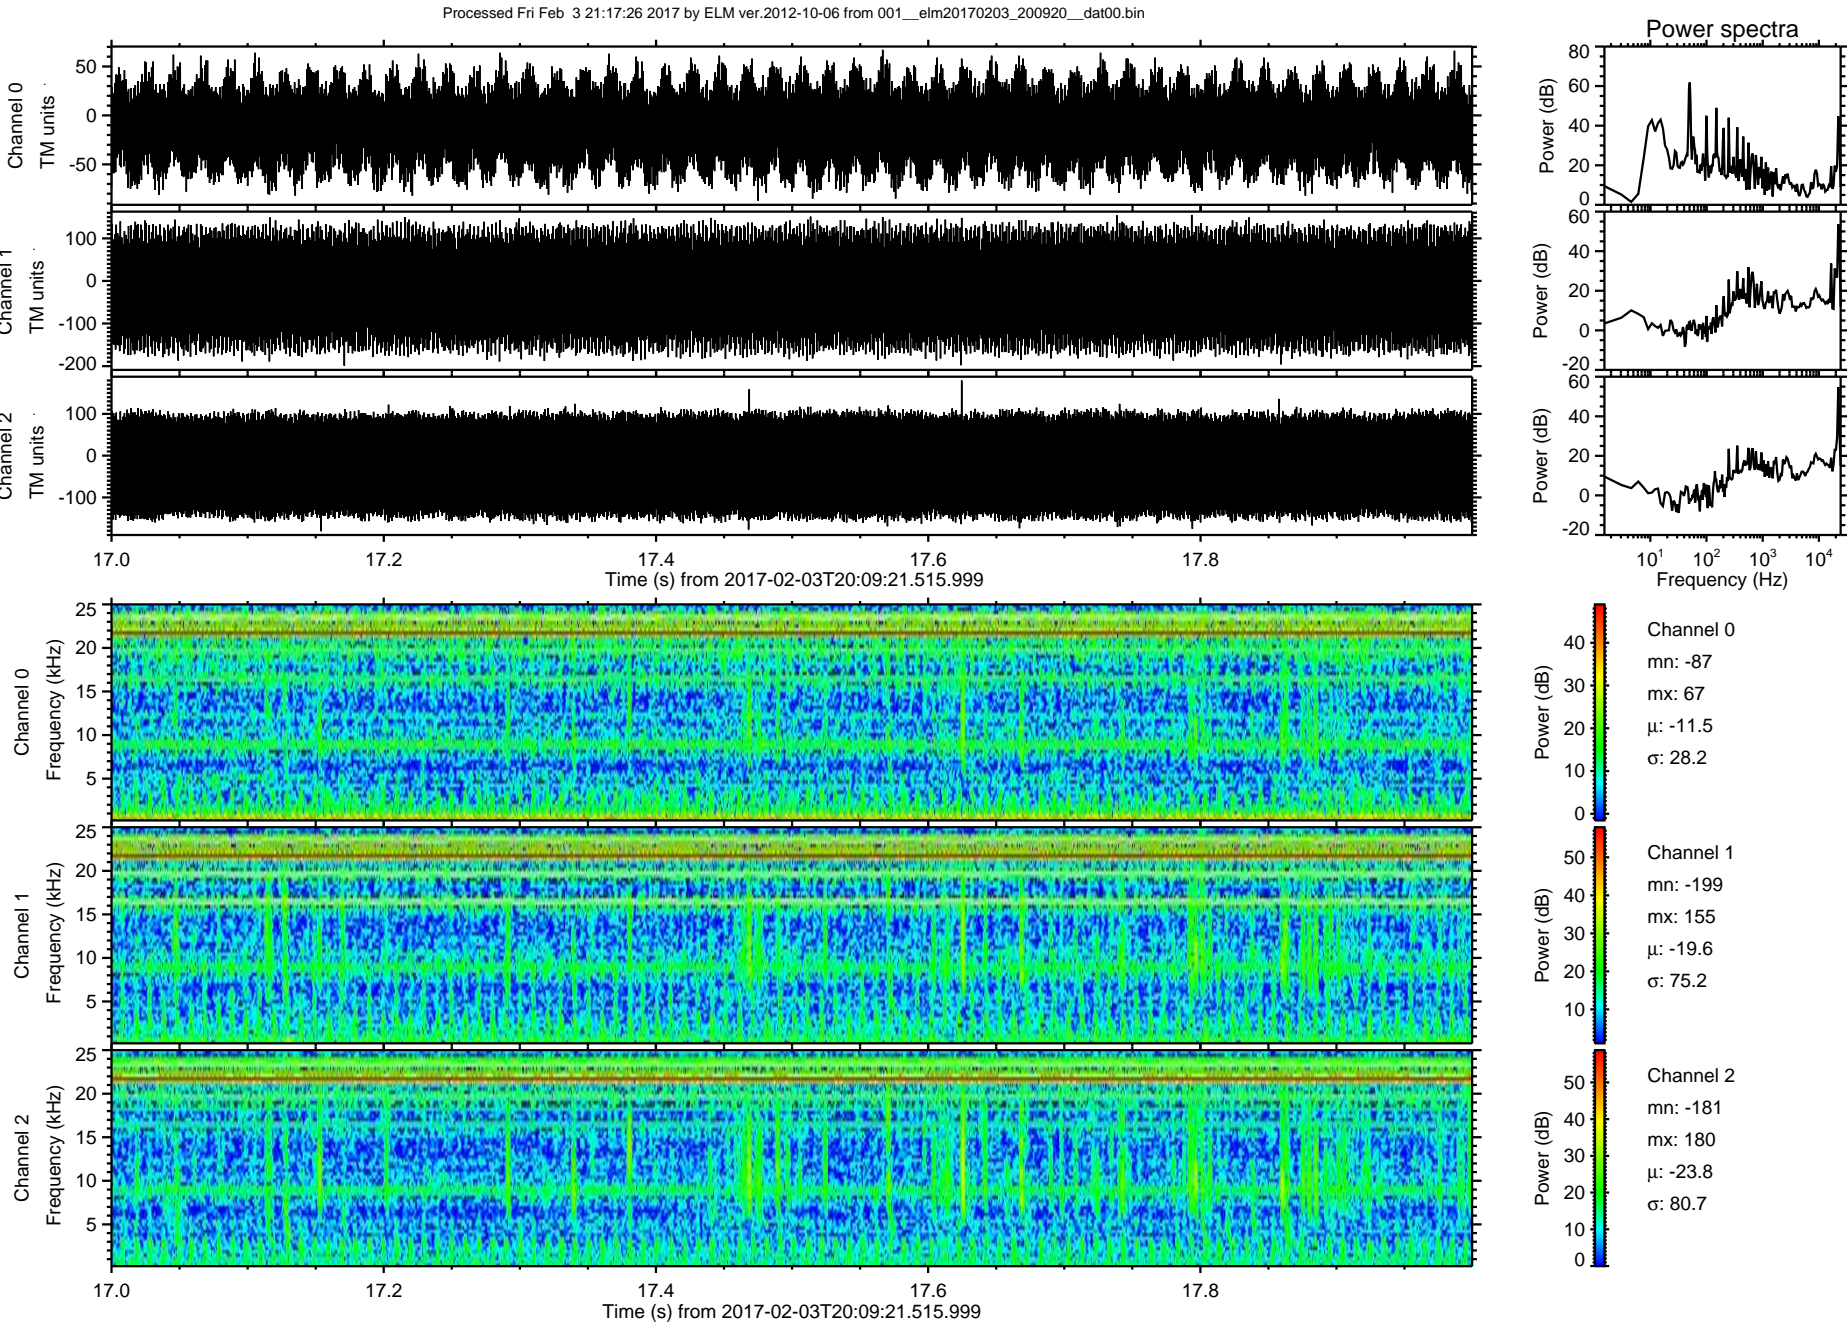 Processed Fri Feb  3 21:17:26 2017 by ELM ver.2012-10-06 from 001__elm20170203_200920__dat00.bin
Power spectra
Channel 0
TM units
50
0
-50
Power (dB)
80
60
40
20
0
Channel 1
TM units
100
0
-100
-200
Power (dB)
60
40
20
0
-20
Channel 2
TM units
100
0
-100
Power (dB)
60
40
20
0
-20
17.0 17.2 17.4 17.6 17.8
Time (s) from 2017-02-03T20:09:21.515.999
10¹ 10² 10³ 10⁴
Frequency (Hz)
Channel 0
Frequency (kHz)
25
20
15
10
5
Power (dB)
40
30
20
10
0
Channel 0
mn: -87
mx: 67
μ: -11.5
σ: 28.2
Channel 1
Frequency (kHz)
25
20
15
10
5
Power (dB)
50
40
30
20
10
Channel 1
mn: -199
mx: 155
μ: -19.6
σ: 75.2
Channel 2
Frequency (kHz)
25
20
15
10
5
Power (dB)
50
40
30
20
10
0
Channel 2
mn: -181
mx: 180
μ: -23.8
σ: 80.7
17.0 17.2 17.4 17.6 17.8
Time (s) from 2017-02-03T20:09:21.515.999